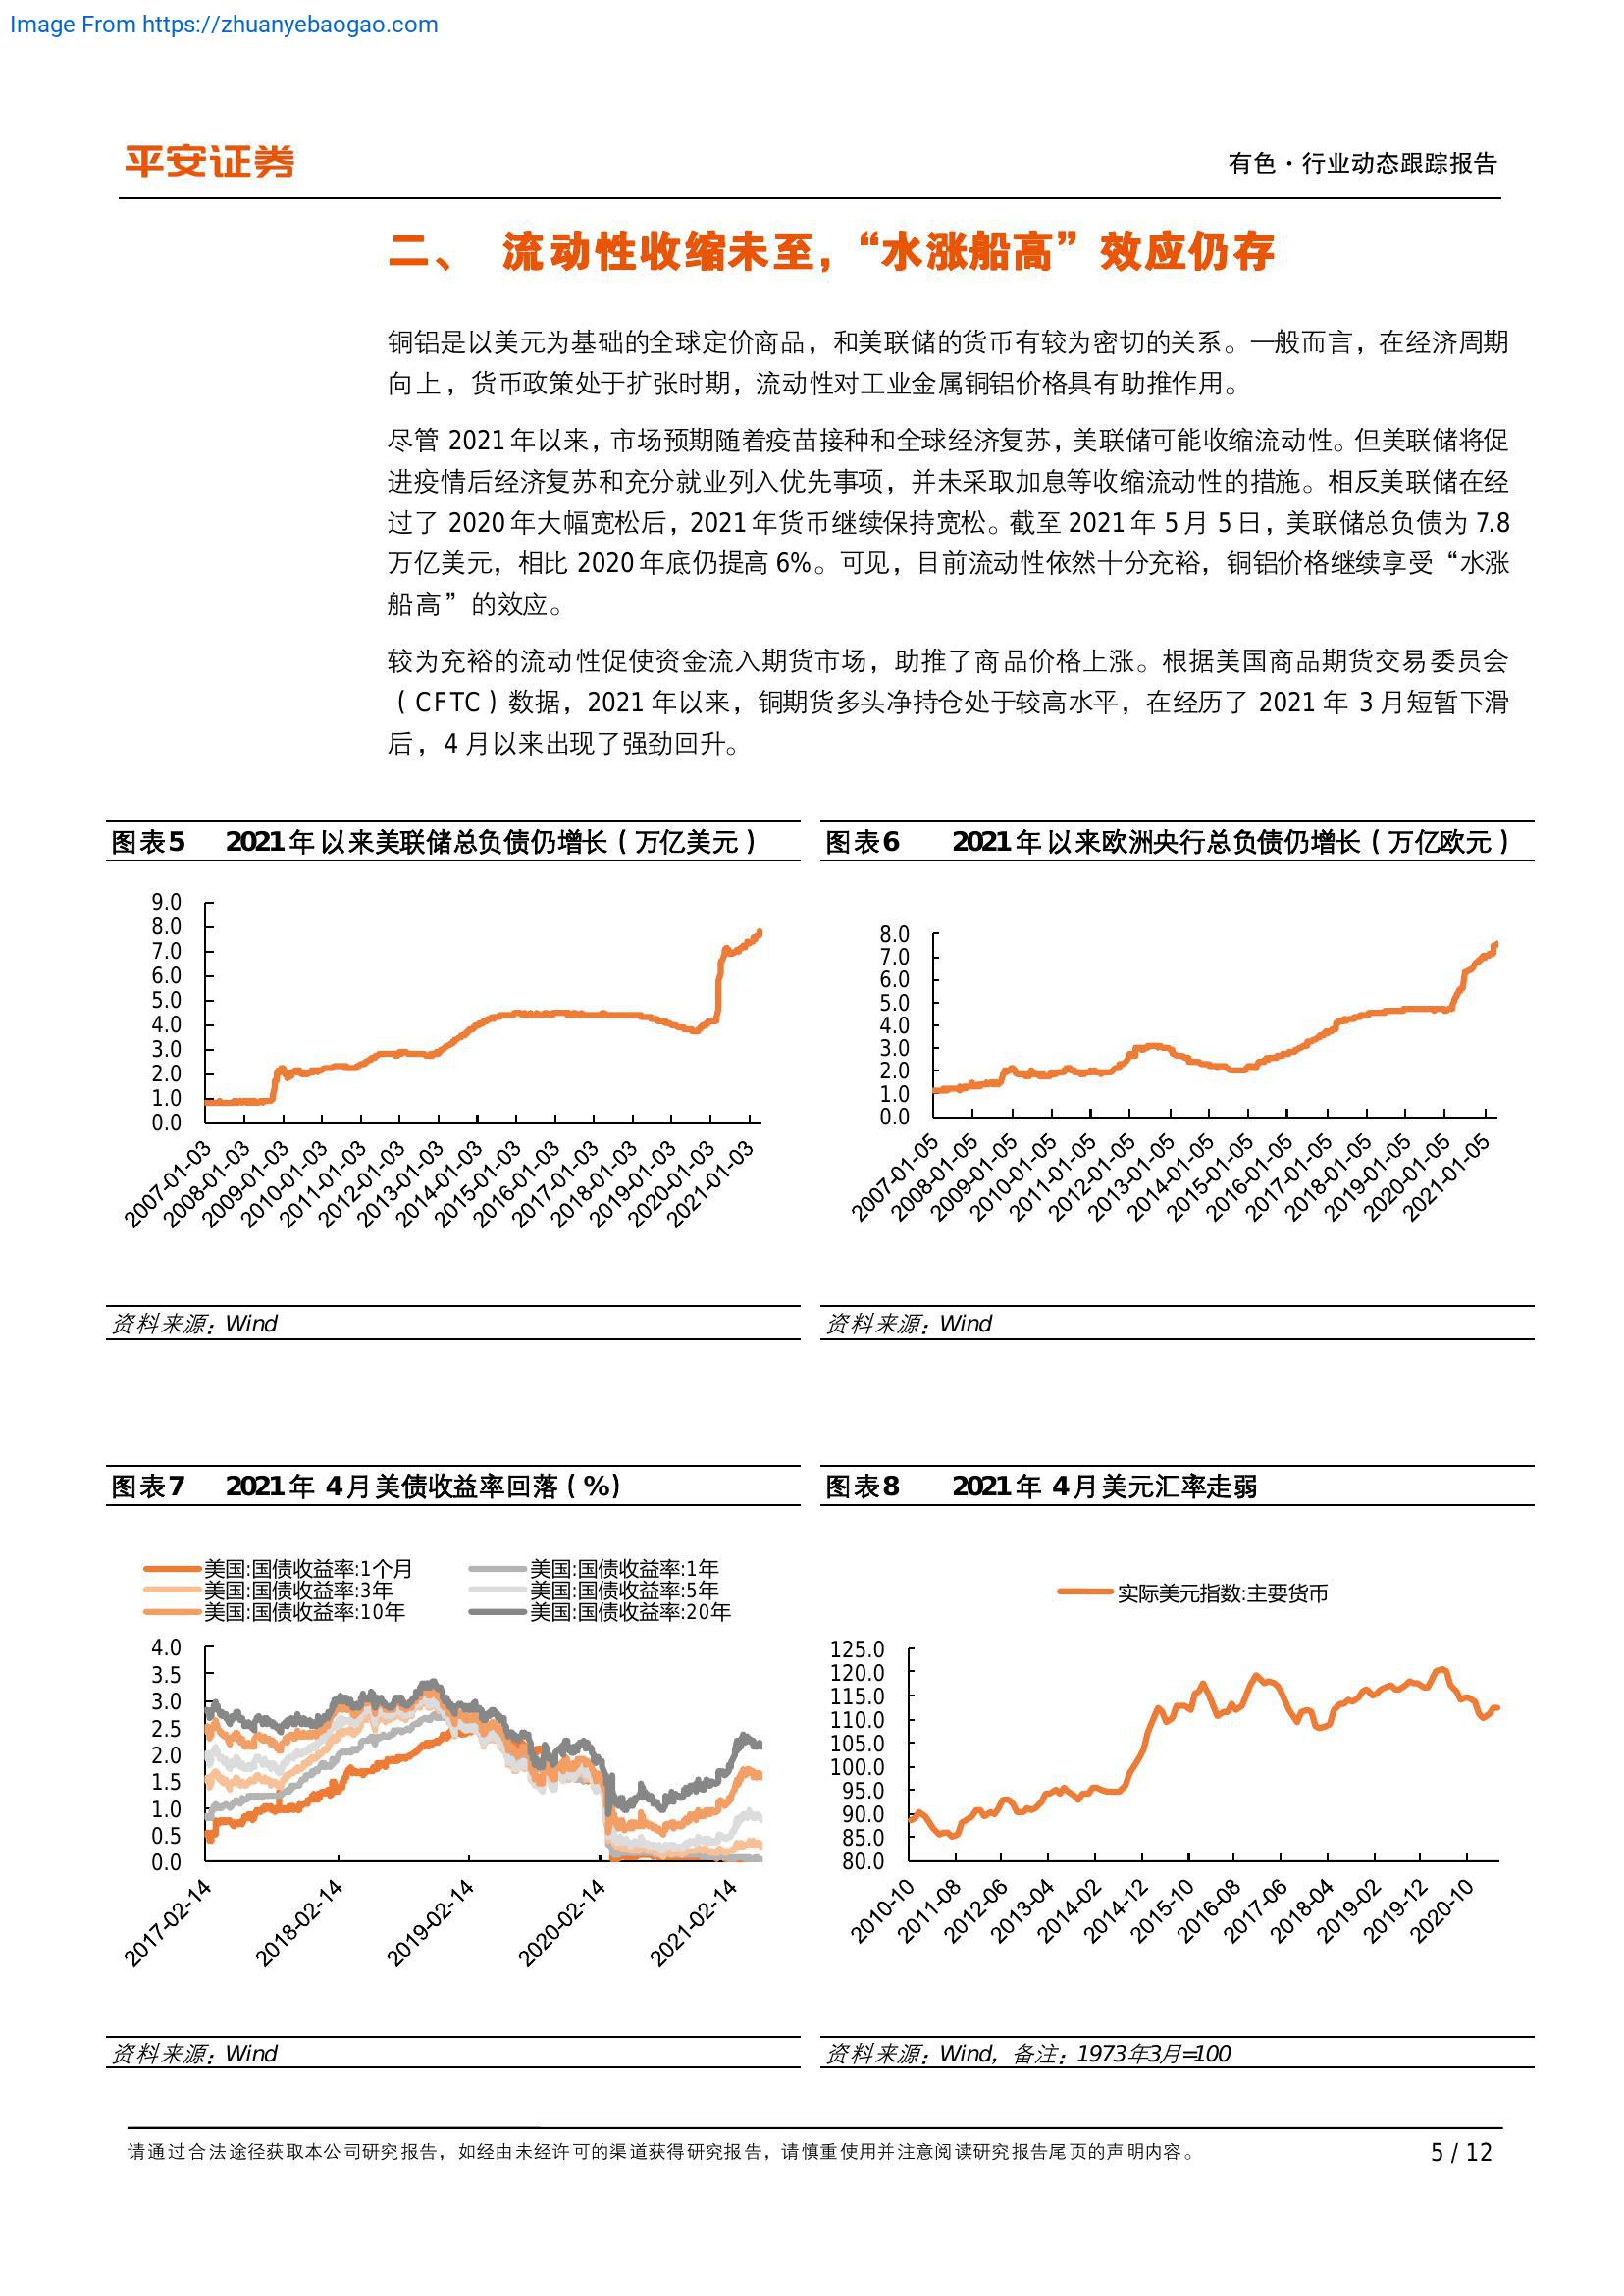 Image From https://zhuanyebaogao.com
平安证券
有色·行业动态跟踪报告
二、 流动性收缩未至，“水涨船高”效应仍存
铜铝是以美元为基础的全球定价商品，和美联储的货币有较为密切的关系。一般而言，在经济周期
向上，货币政策处于扩张时期，流动性对工业金属铜铝价格具有助推作用。
尽管 2021 年以来，市场预期随着疫苗接种和全球经济复苏，美联储可能收缩流动性。但美联储将促
进疫情后经济复苏和充分就业列入优先事项，并未采取加息等收缩流动性的措施。相反美联储在经
过了 2020 年大幅宽松后，2021 年货币继续保持宽松。截至 2021 年 5 月 5 日，美联储总负债为 7.8
万亿美元，相比 2020 年底仍提高 6%。可见，目前流动性依然十分充裕，铜铝价格继续享受“水涨
船高”的效应。
较为充裕的流动性促使资金流入期货市场，助推了商品价格上涨。根据美国商品期货交易委员会
（CFTC）数据，2021 年以来，铜期货多头净持仓处于较高水平，在经历了 2021 年 3 月短暂下滑
后，4 月以来出现了强劲回升。
图表5 2021 年以来美联储总负债仍增长（万亿美元）
9.0
8.0
7.0
6.0
5.0
4.0
3.0
2.0
1.0
0.0
2007-01-03
2008-01-03
2009-01-03
2010-01-03
2011-01-03
2012-01-03
2013-01-03
2014-01-03
2015-01-03
2016-01-03
2017-01-03
2018-01-03
2019-01-03
2020-01-03
2021-01-03
资料来源：Wind
图表6 2021 年以来欧洲央行总负债仍增长（万亿欧元）
8.0
7.0
6.0
5.0
4.0
3.0
2.0
1.0
0.0
2007-01-05
2008-01-05
2009-01-05
2010-01-05
2011-01-05
2012-01-05
2013-01-05
2014-01-05
2015-01-05
2016-01-05
2017-01-05
2018-01-05
2019-01-05
2020-01-05
2021-01-05
资料来源：Wind
图表7 2021 年 4 月美债收益率回落（%）
美国:国债收益率:1个月
美国:国债收益率:1年
美国:国债收益率:3年
美国:国债收益率:5年
美国:国债收益率:10年
美国:国债收益率:20年
4.0
3.5
3.0
2.5
2.0
1.5
1.0
0.5
0.0
2017-02-14
2018-02-14
2019-02-14
2020-02-14
2021-02-14
资料来源：Wind
图表8 2021 年 4 月美元汇率走弱
实际美元指数:主要货币
125.0
120.0
115.0
110.0
105.0
100.0
95.0
90.0
85.0
80.0
2010-10
2011-08
2012-06
2013-04
2014-02
2014-12
2015-10
2016-08
2017-06
2018-04
2019-02
2019-12
2020-10
资料来源：Wind，备注：1973年3月=100
请通过合法途径获取本公司研究报告，如经由未经许可的渠道获得研究报告，请慎重使用并注意阅读研究报告尾页的声明内容。
5 / 12